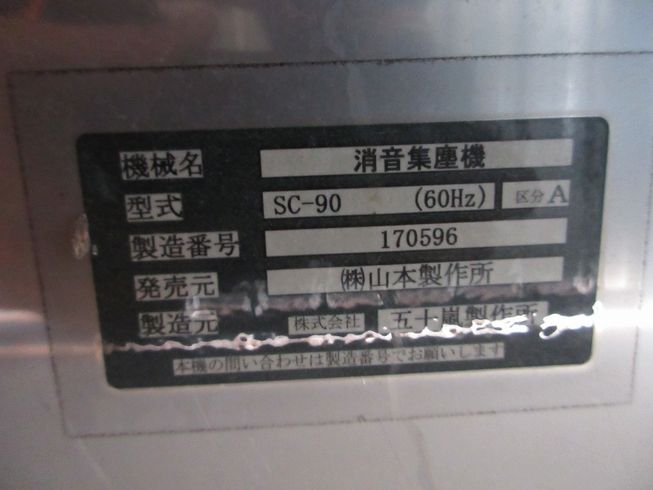 機械名 消音集塵機
型式 SC-90 (60Hz) 区分 A
製造番号 170596
発売元 ㈱山本製作所
製造元 株式会社 五十嵐製作所
本機の問い合わせは製造番号でお願いします